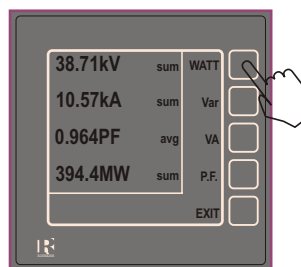 38.71kV sum WATT
10.57kA sum Var
0.964PF avg VA
394.4MW sum P.F.
EXIT